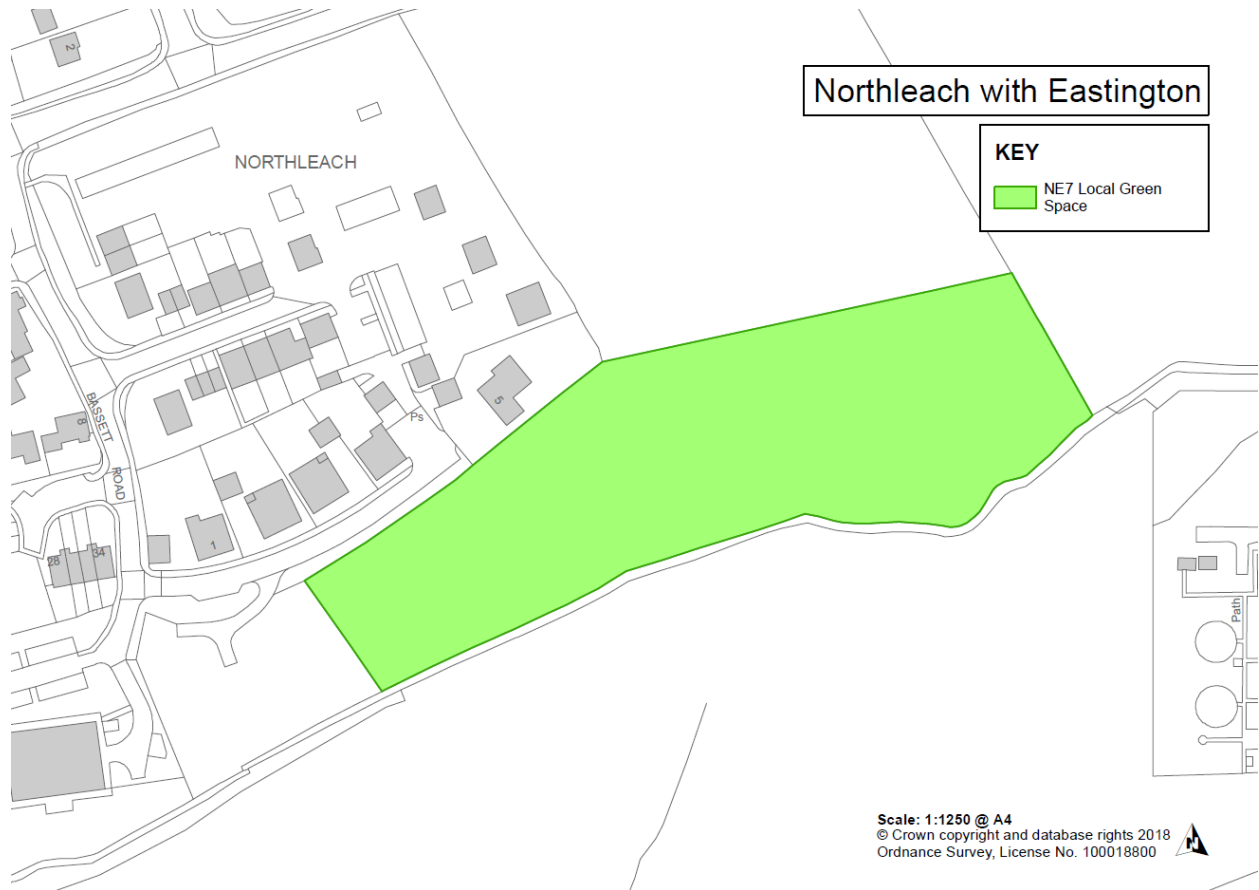 Northleach with Eastington
KEY
NE7 Local Green
Space
NORTHLEACH
2
BASSETT
ROAD
8
5
Ps
1
28
34
Path
Scale: 1:1250 @ A4
© Crown copyright and database rights 2018
Ordnance Survey, License No. 100018800
N